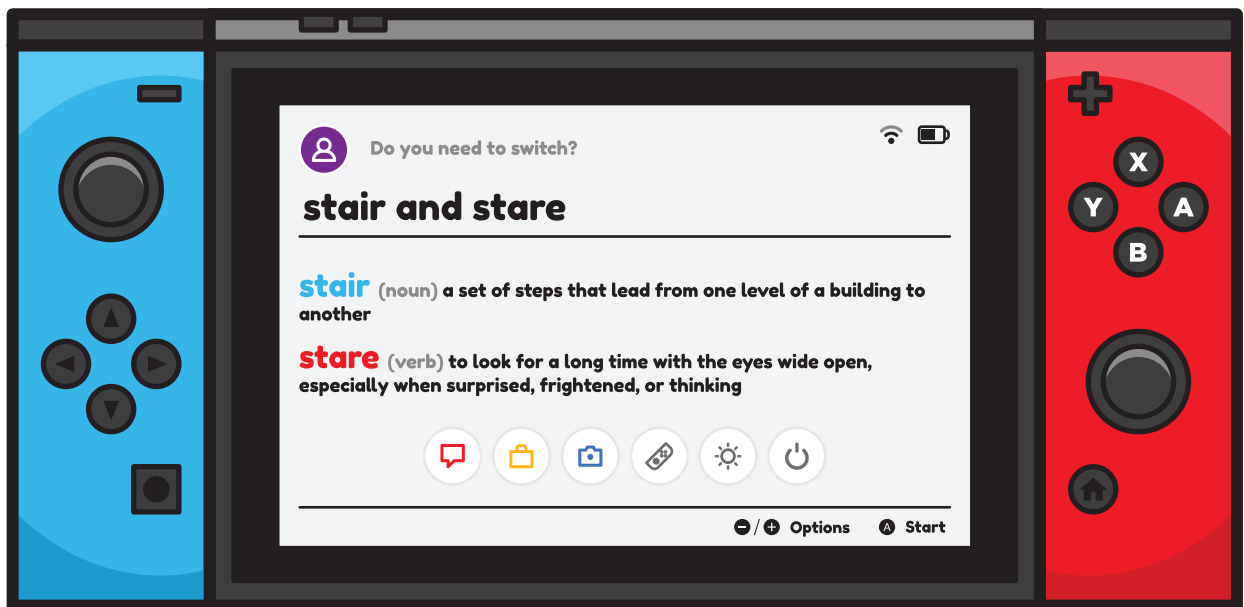 Do you need to switch?
stair and stare
stair (noun) a set of steps that lead from one level of a building to
another
stare (verb) to look for a long time with the eyes wide open,
especially when surprised, frightened, or thinking
X
Y A
B
−/+ Options A Start